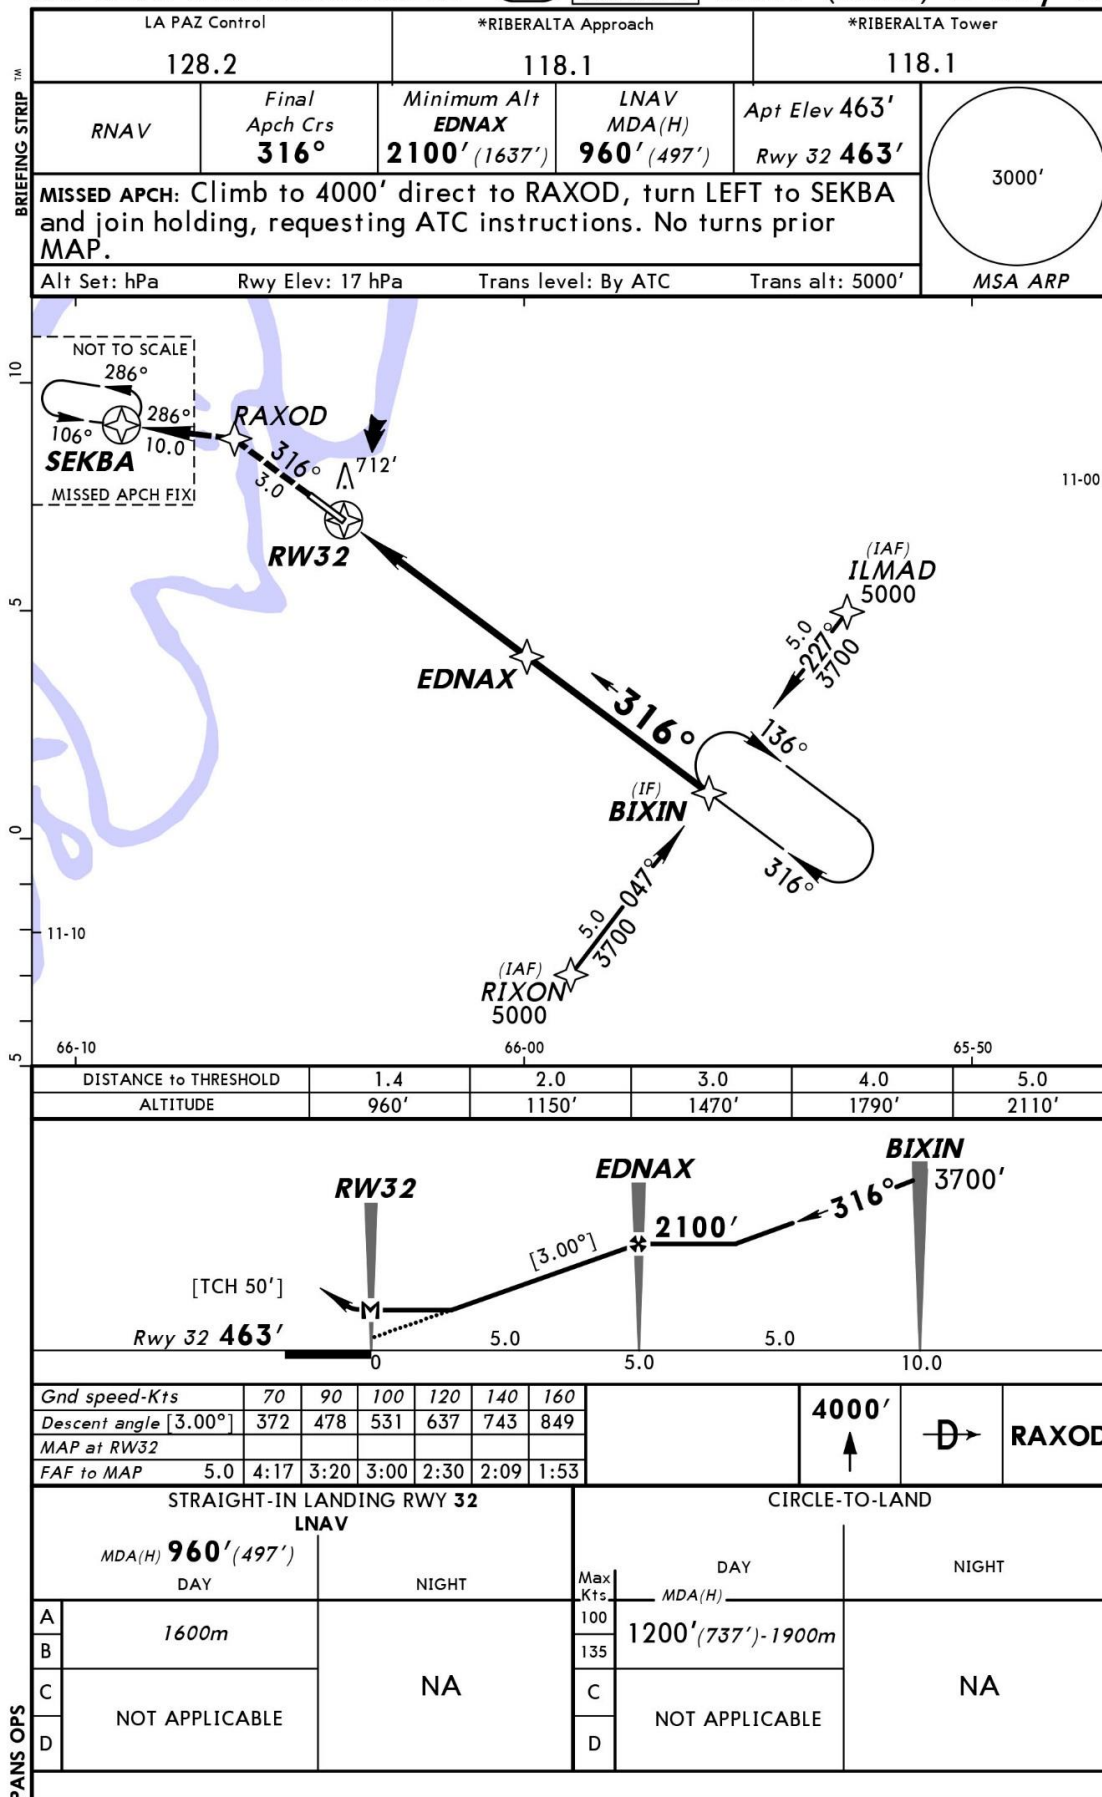 LA PAZ Control
128.2
*RIBERALTA Approach
118.1
*RIBERALTA Tower
118.1
BRIEFING STRIP TM
RNAV
Final
Apch Crs
316°
Minimum Alt
EDNAX
2100' (1637')
LNAV
MDA(H)
960' (497')
Apt Elev 463'
Rwy 32 463'
3000'
MSA ARP
MISSED APCH: Climb to 4000' direct to RAXOD, turn LEFT to SEKBA
and join holding, requesting ATC instructions. No turns prior
MAP.
Alt Set: hPa Rwy Elev: 17 hPa Trans level: By ATC Trans alt: 5000'
NOT TO SCALE
286°
286°
106°
10.0
SEKBA
MISSED APCH FIX
RAXOD
316°
3.0
712'
RW32
11-00
(IAF)
ILMAD
5000
5.0
227°
3700
EDNAX
316°
136°
(IF)
BIXIN
316°
047°
5.0
3700
(IAF)
RIXON
5000
10
5
0
5
11-10
66-10
66-00
65-50
DISTANCE to THRESHOLD 1.4 2.0 3.0 4.0 5.0
ALTITUDE 960' 1150' 1470' 1790' 2110'
RW32
EDNAX
BIXIN
3700'
316°
2100'
[3.00°]
[TCH 50']
M
Rwy 32 463'
5.0
5.0
0
5.0
10.0
Gnd speed-Kts 70 90 100 120 140 160
Descent angle [3.00°] 372 478 531 637 743 849
MAP at RW32
FAF to MAP 5.0 4:17 3:20 3:00 2:30 2:09 1:53
4000'
D
RAXOD
STRAIGHT-IN LANDING RWY 32
LNAV
MDA(H) 960' (497')
DAY
NIGHT
A
B
C
D
1600m
NOT APPLICABLE
NA
CIRCLE-TO-LAND
DAY
NIGHT
Max
Kts
MDA(H)
100
135
C
D
1200' (737')-1900m
NOT APPLICABLE
NA
PANS OPS